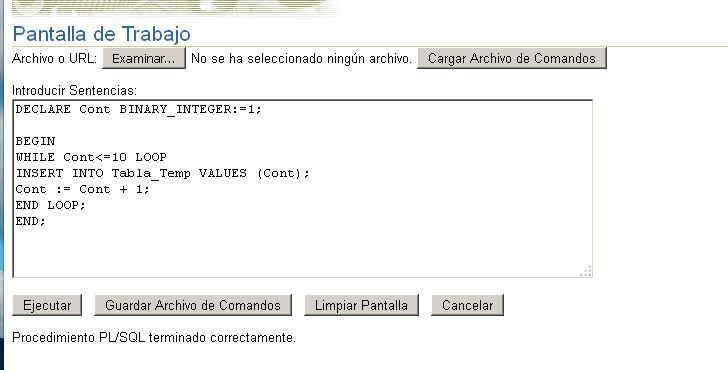 Pantalla de Trabajo
Archivo o URL: Examinar... No se ha seleccionado ningún archivo. Cargar Archivo de Comandos
Introducir Sentencias:
DECLARE Cont BINARY_INTEGER:=1;
BEGIN
WHILE Cont<=10 LOOP
INSERT INTO Tabla_Temp VALUES (Cont);
Cont := Cont + 1;
END LOOP;
END;
Ejecutar Guardar Archivo de Comandos Limpiar Pantalla Cancelar
Procedimiento PL/SQL terminado correctamente.